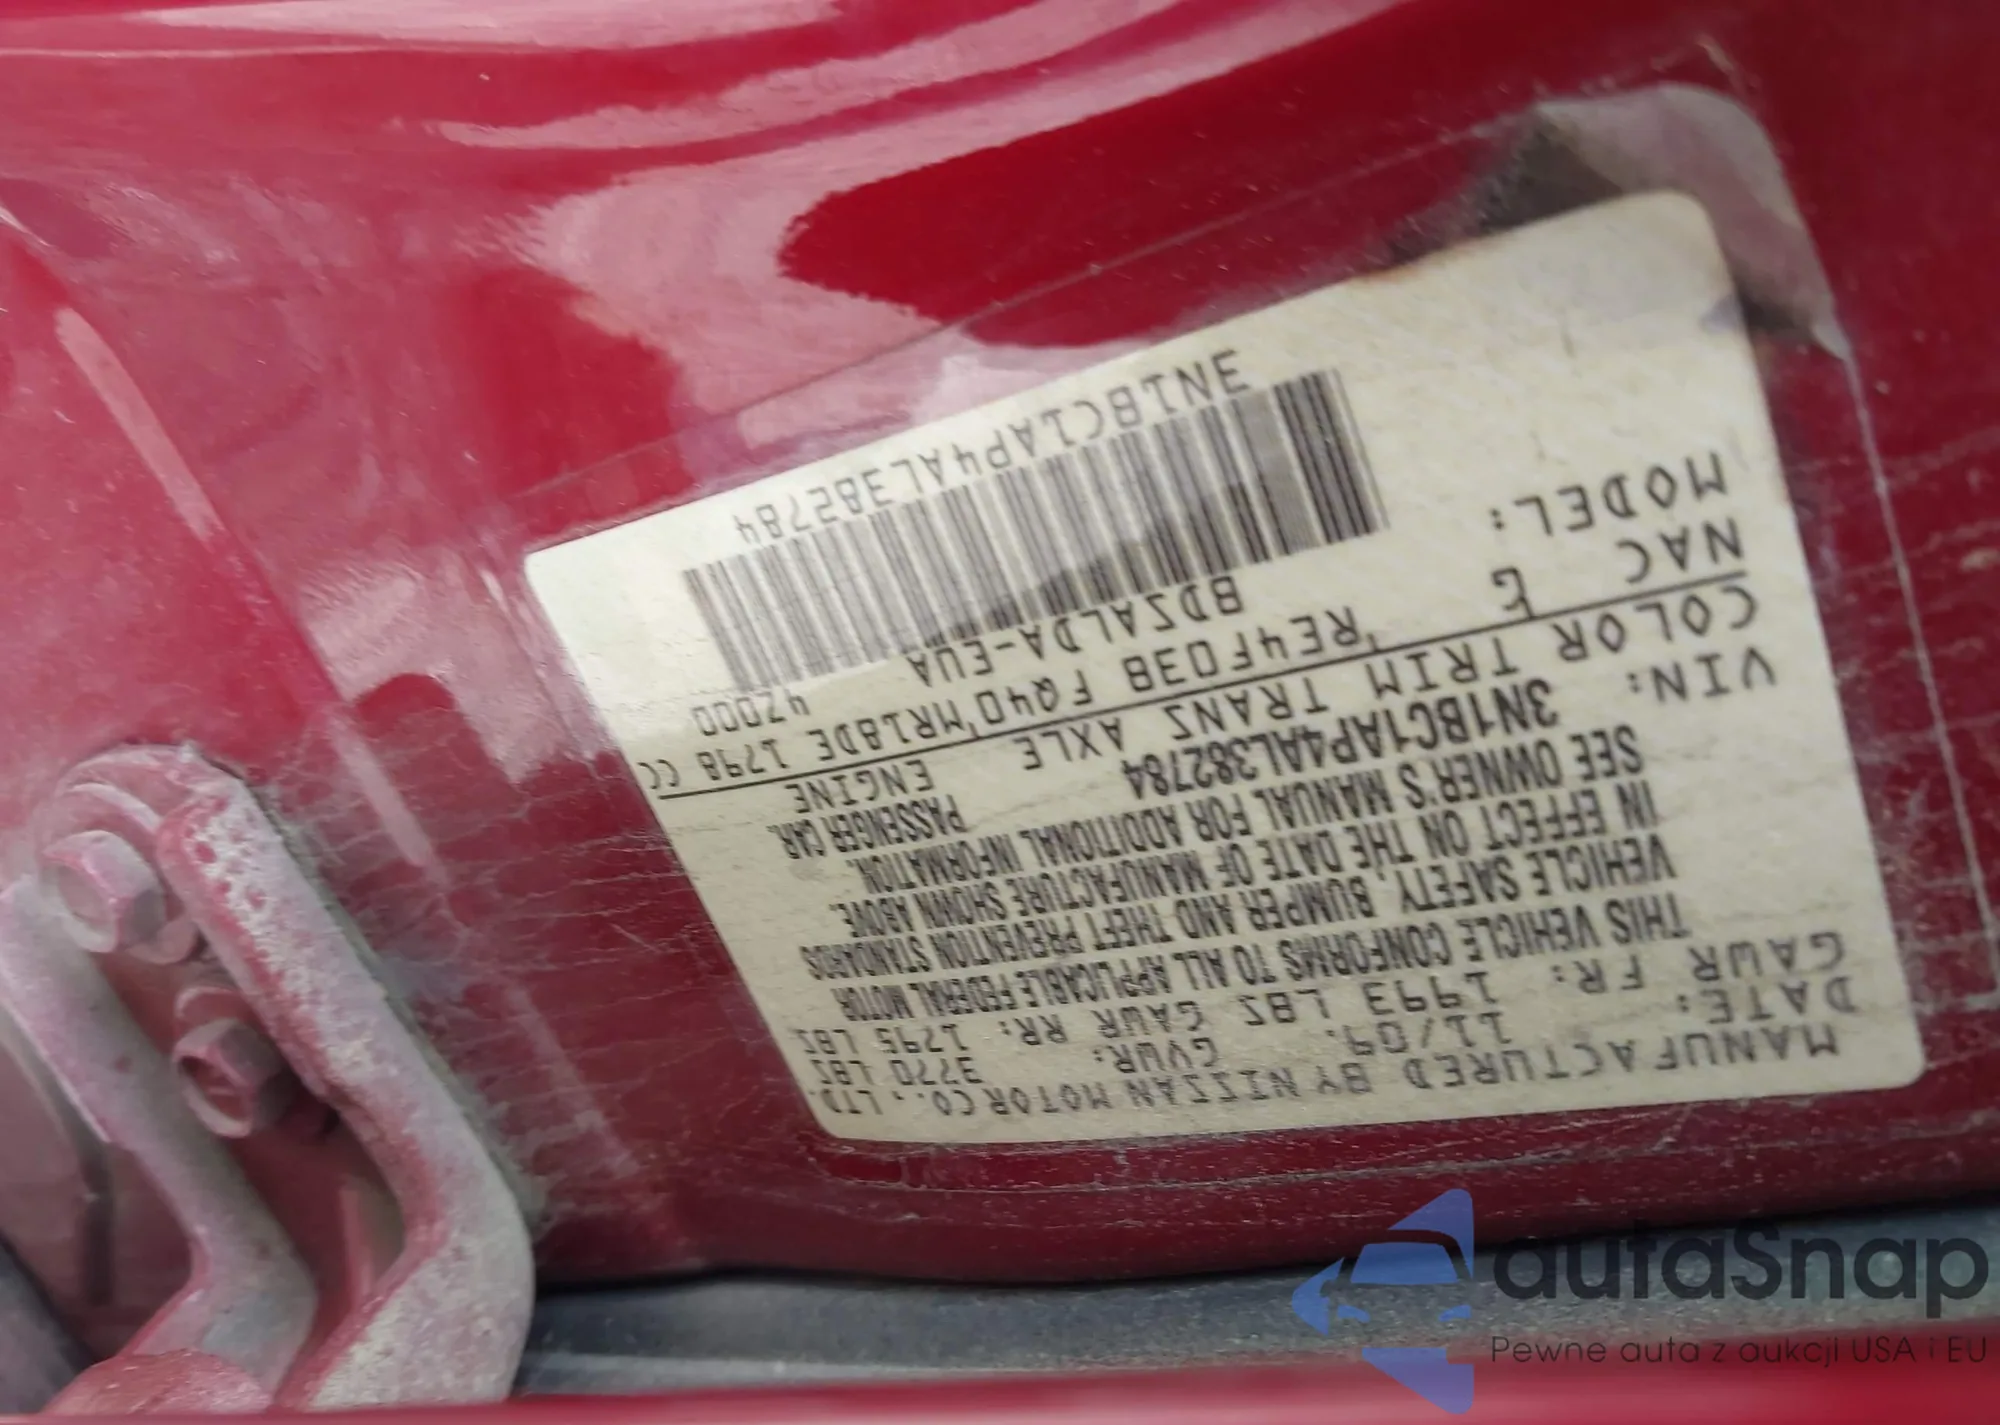 MANUFACTURED BY NISSAN MOTOR CO., LTD.
DATE: 11/09. GVWR: 3770 LBS
GAWR FR: 1993 LBS GAWR RR: 1795 LBS
THIS VEHICLE CONFORMS TO ALL APPLICABLE FEDERAL MOTOR
VEHICLE SAFETY, BUMPER AND THEFT PREVENTION STANDARDS
IN EFFECT ON THE DATE OF MANUFACTURE SHOWN ABOVE.
SEE OWNER'S MANUAL FOR ADDITIONAL INFORMATION.
VIN: 3N1BC1AP4AL382784 PASSENGER CAR.
COLOR TRIM TRANS AXLE ENGINE
NAC G RE4F03B FQ40 MR18DE 1798 CC
MODEL: BDSALDA-EUA 4Z000
3N1BC1AP4AL382784
autaSnap
Pewne auta z aukcji USA i EU